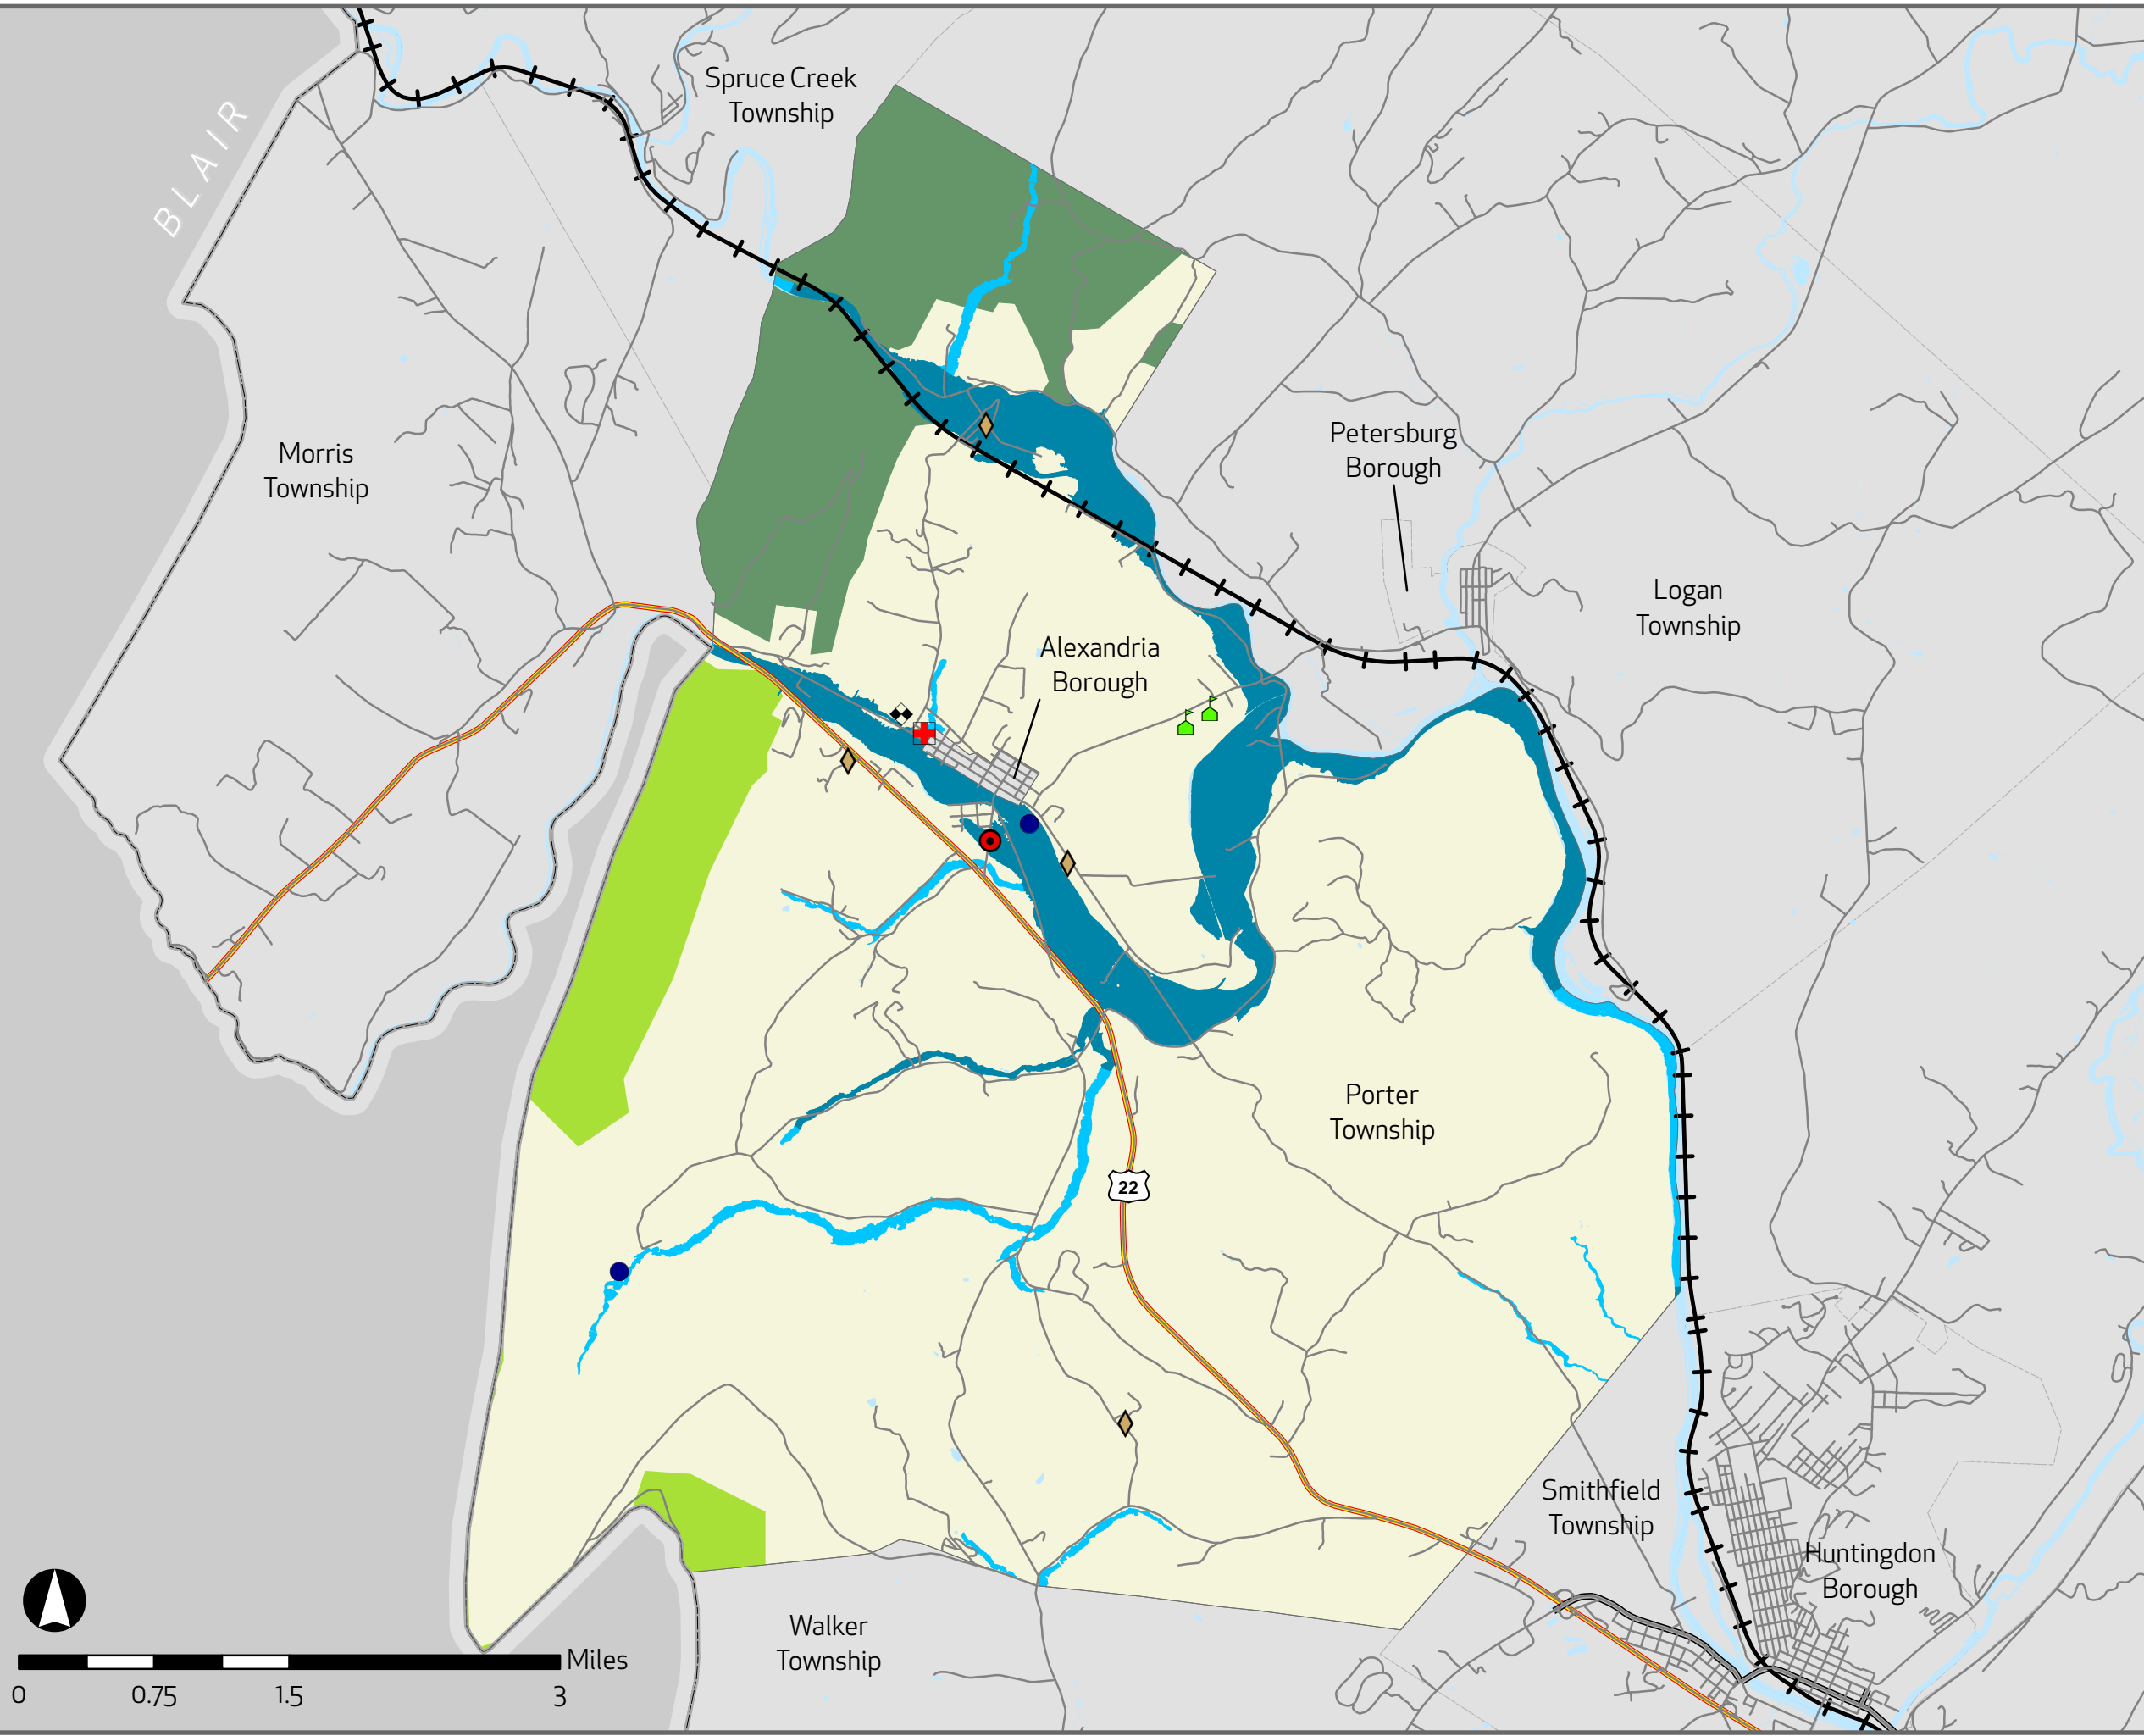 Spruce Creek
Township
BLAIR
Morris
Township
Petersburg
Borough
Logan
Township
Alexandria
Borough
Porter
Township
22
Smithfield
Township
Huntingdon
Borough
Walker
Township
Miles
0 0.75 1.5 3